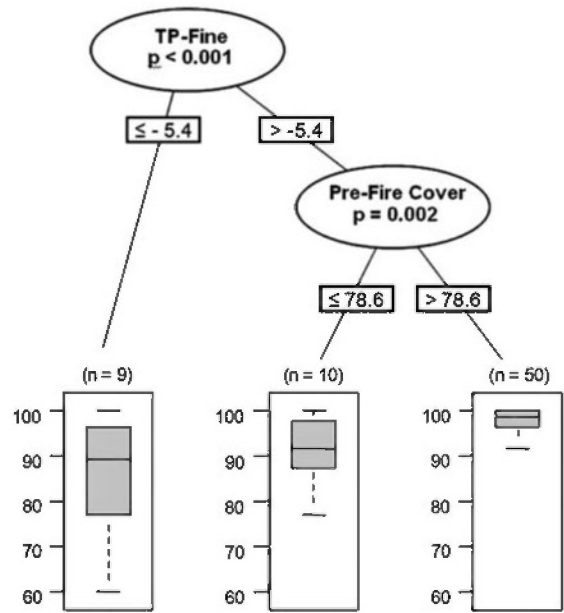 TP-Fine
p < 0.001
≤ - 5.4
> -5.4
Pre-Fire Cover
p = 0.002
≤ 78.6
> 78.6
(n = 9)
(n = 10)
(n = 50)
100
90
80
70
60
100
90
80
70
60
100
90
80
70
60